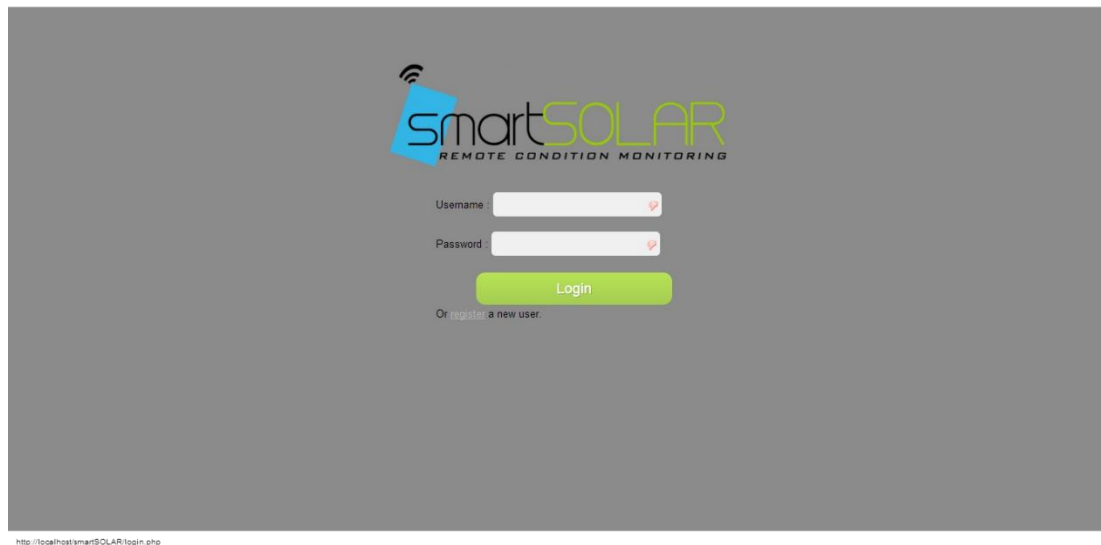 smartSOLAR
REMOTE CONDITION MONITORING
Username :
Password :
Login
Or register a new user.
http://localhost/smartSOLAR/login.php